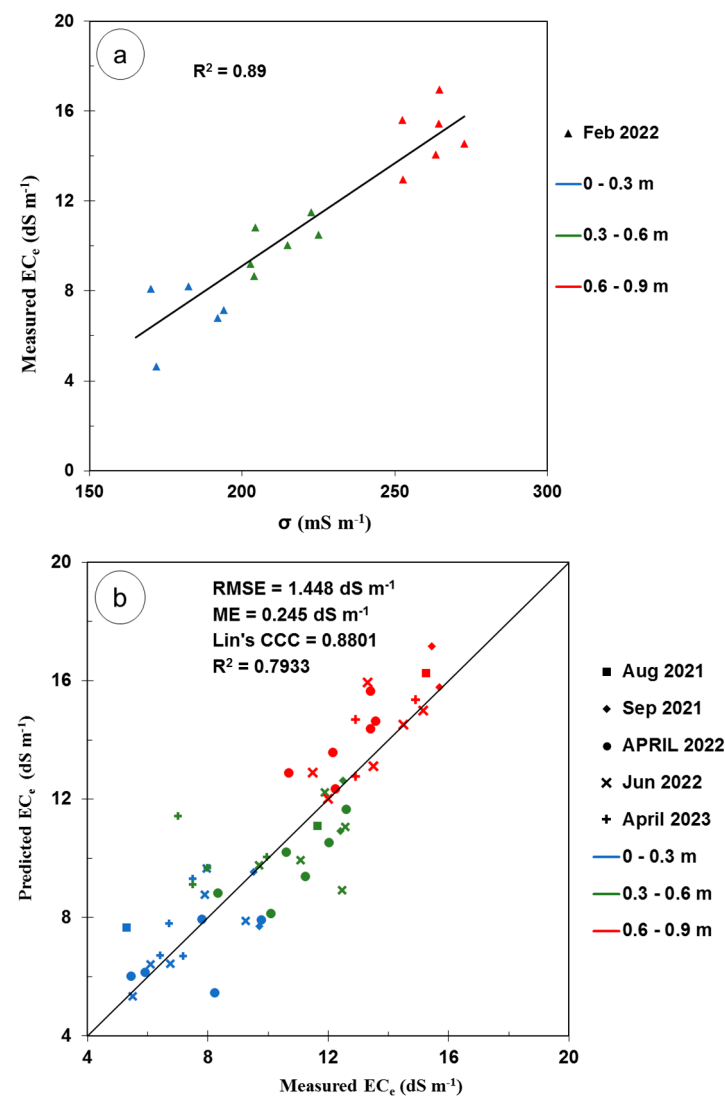 a
R² = 0.89
20
16
12
8
4
0
150
200
250
300
Measured ECₑ (dS m⁻¹)
σ (mS m⁻¹)
Feb 2022
0 - 0.3 m
0.3 - 0.6 m
0.6 - 0.9 m
b
RMSE = 1.448 dS m⁻¹
ME = 0.245 dS m⁻¹
Lin's CCC = 0.8801
R² = 0.7933
20
16
12
8
4
4
8
12
16
20
Predicted ECₑ (dS m⁻¹)
Measured ECₑ (dS m⁻¹)
Aug 2021
Sep 2021
APRIL 2022
Jun 2022
April 2023
0 - 0.3 m
0.3 - 0.6 m
0.6 - 0.9 m